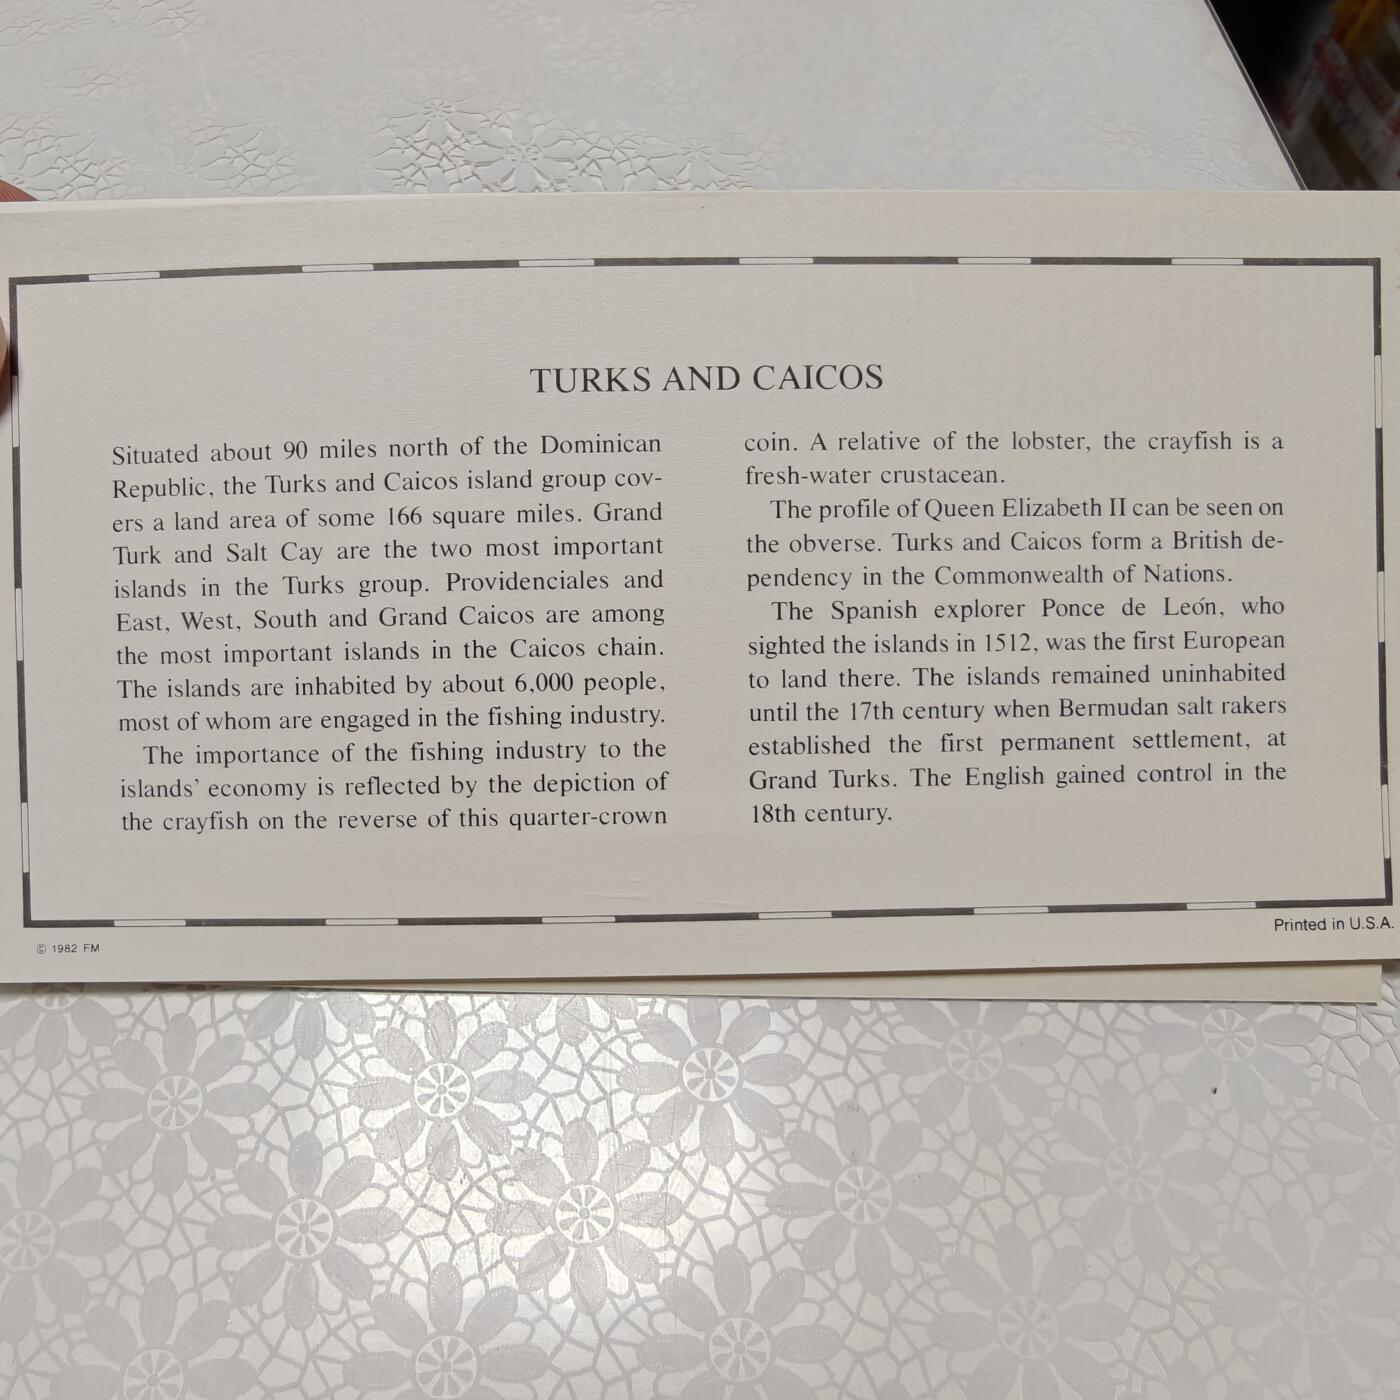 TURKS AND CAICOS
Situated about 90 miles north of the Dominican
Republic, the Turks and Caicos island group cov-
ers a land area of some 166 square miles. Grand
Turk and Salt Cay are the two most important
islands in the Turks group. Providenciales and
East, West, South and Grand Caicos are among
the most important islands in the Caicos chain.
The islands are inhabited by about 6,000 people,
most of whom are engaged in the fishing industry.
The importance of the fishing industry to the
islands' economy is reflected by the depiction of
the crayfish on the reverse of this quarter-crown
coin. A relative of the lobster, the crayfish is a
fresh-water crustacean.
The profile of Queen Elizabeth II can be seen on
the obverse. Turks and Caicos form a British de-
pendency in the Commonwealth of Nations.
The Spanish explorer Ponce de León, who
sighted the islands in 1512, was the first European
to land there. The islands remained uninhabited
until the 17th century when Bermudan salt rakers
established the first permanent settlement, at
Grand Turks. The English gained control in the
18th century.
© 1982 FM
Printed in U.S.A.